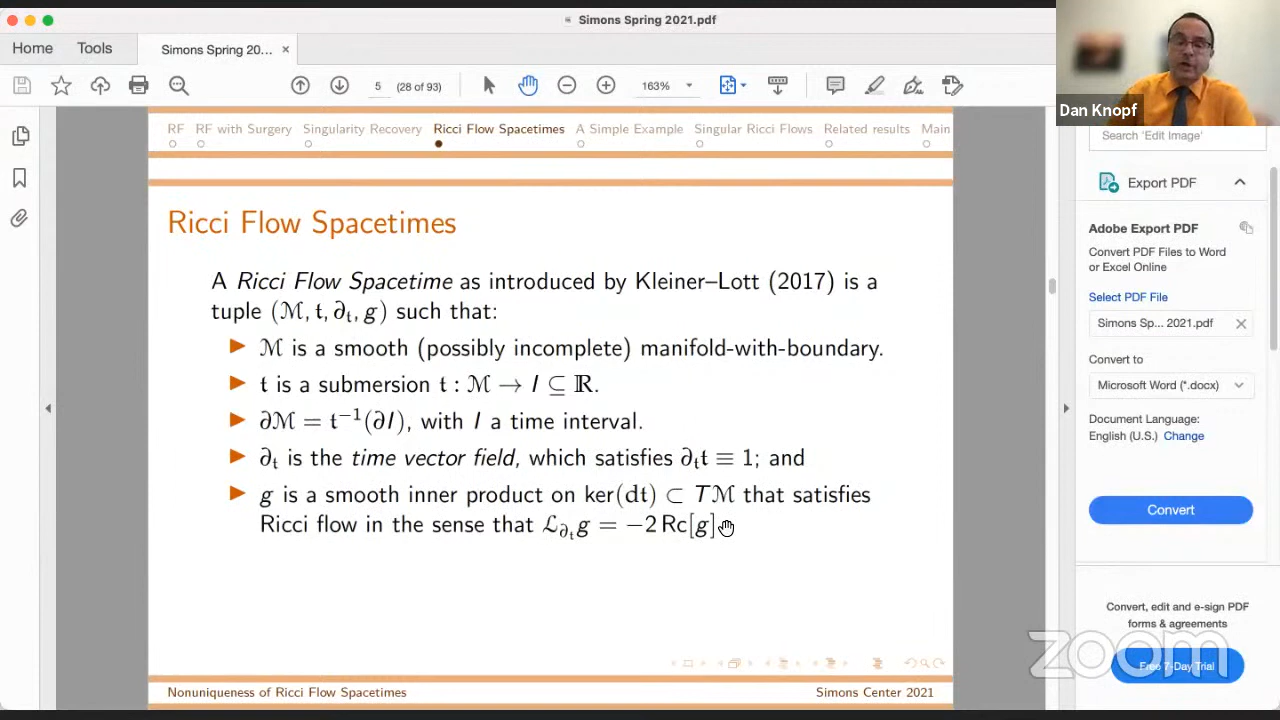 Simons Spring 2021.pdf
Home
Tools
Simons Spring 20...
×
5
(28 of 93)
163%
Dan Knopf
Search 'Edit Image'
RF
RF with Surgery
Singularity Recovery
Ricci Flow Spacetimes
A Simple Example
Singular Ricci Flows
Related results
Main
Ricci Flow Spacetimes
A Ricci Flow Spacetime as introduced by Kleiner–Lott (2017) is a
tuple (ℳ, 𝔱, ∂𝔱, g) such that:
▶ ℳ is a smooth (possibly incomplete) manifold-with-boundary.
▶ 𝔱 is a submersion 𝔱 : ℳ → I ⊆ ℝ.
▶ ∂ℳ = 𝔱⁻¹(∂I), with I a time interval.
▶ ∂𝔱 is the time vector field, which satisfies ∂𝔱𝔱 ≡ 1; and
▶ g is a smooth inner product on ker(d𝔱) ⊂ Tℳ that satisfies
Ricci flow in the sense that ℒ∂𝔱g = −2 Rc[g]
Nonuniqueness of Ricci Flow Spacetimes
Simons Center 2021
Export PDF
Adobe Export PDF
Convert PDF Files to Word
or Excel Online
Select PDF File
Simons Sp... 2021.pdf
Convert to
Microsoft Word (*.docx)
Document Language:
English (U.S.) Change
Convert
Convert, edit and e-sign PDF
forms & agreements
Free 7-Day Trial
zoom